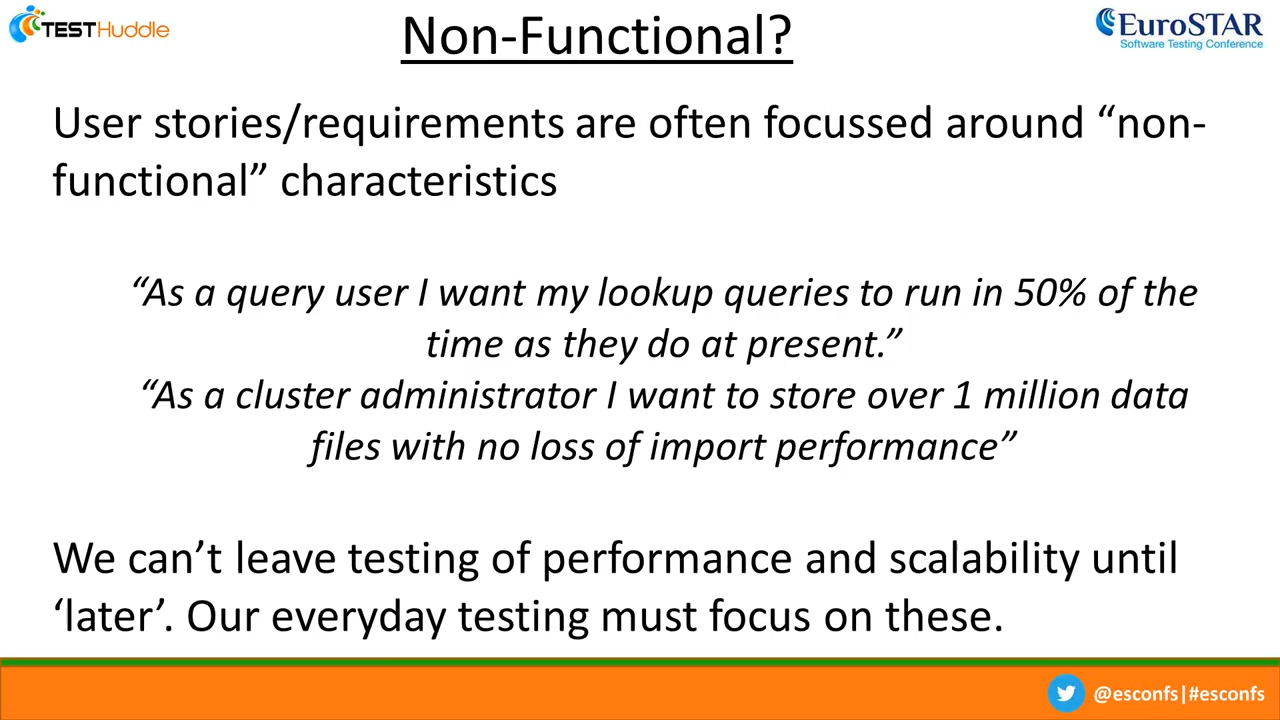 TESTHuddle
Non-Functional?
EuroSTAR
Software Testing Conference
User stories/requirements are often focussed around “non-
functional” characteristics
“As a query user I want my lookup queries to run in 50% of the
time as they do at present.”
“As a cluster administrator I want to store over 1 million data
files with no loss of import performance”
We can’t leave testing of performance and scalability until
‘later’. Our everyday testing must focus on these.
@esconfs|#esconfs